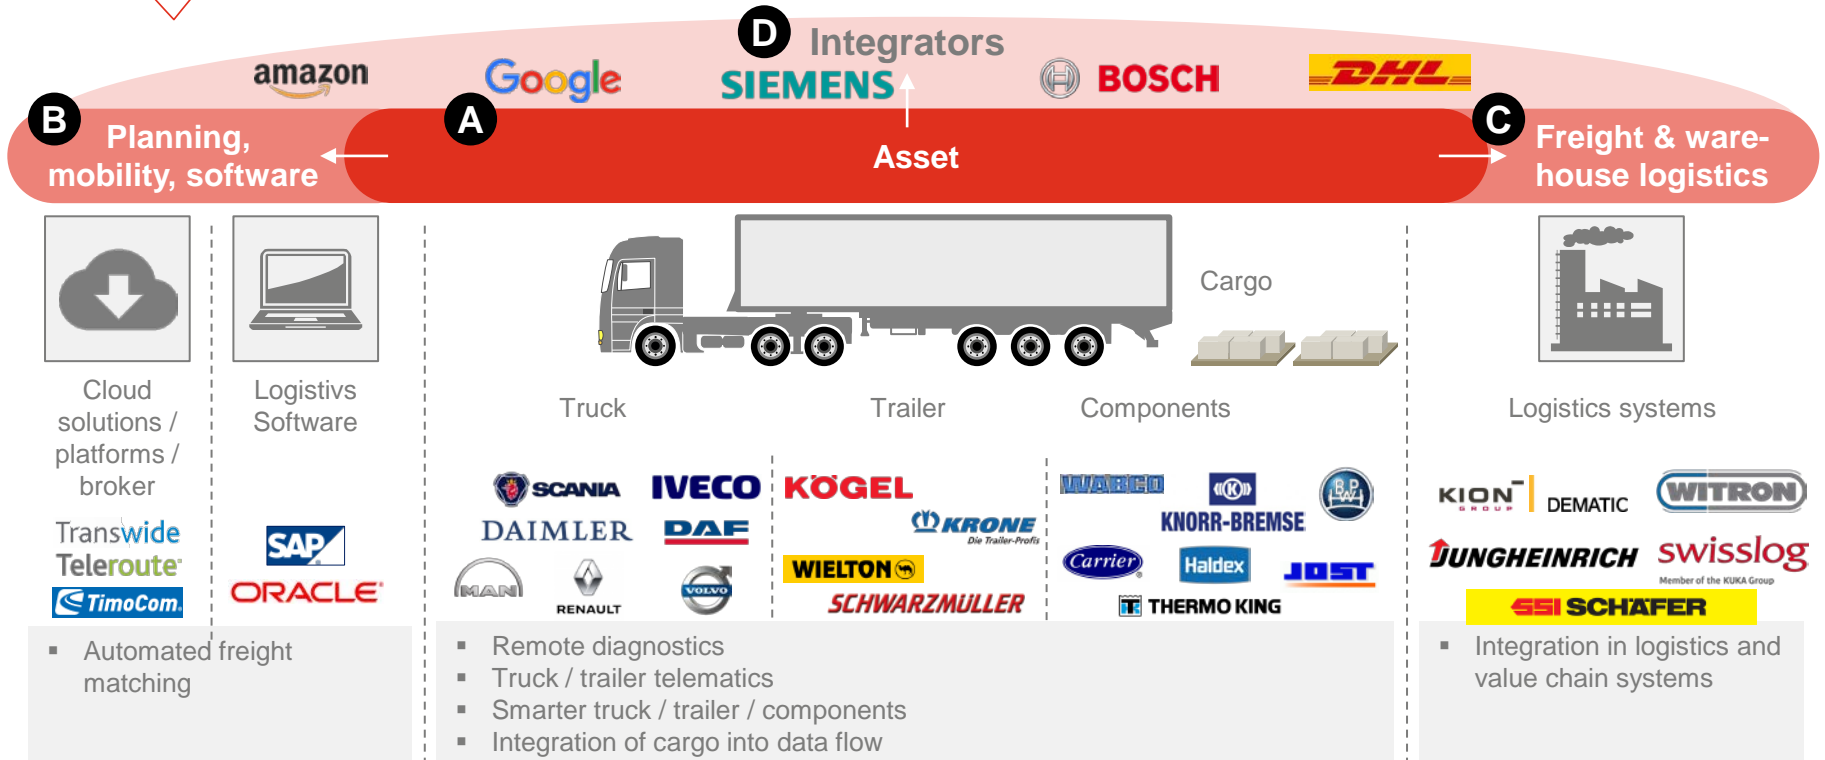 D
Integrators
amazon
Google
SIEMENS
BOSCH
DHL
B
Planning,
mobility, software
A
Asset
C
Freight & ware-
house logistics
Cloud
solutions /
platforms /
broker
Transwide
Teleroute
TimoCom
Logistivs
Software
SAP
ORACLE
Automated freight
matching
Cargo
Truck
Trailer
Components
SCANIA
IVECO
DAIMLER
DAF
MAN
RENAULT
VOLVO
KÖGEL
KRONE
Die Trailer-Profis
WIELTON
SCHWARZMÜLLER
WABCO
K
KNORR-BREMSE
BPW
Carrier
Haldex
JOST
THERMO KING
Remote diagnostics
Truck / trailer telematics
Smarter truck / trailer / components
Integration of cargo into data flow
Logistics systems
KION
GROUP
DEMATIC
WITRON
JUNGHEINRICH
swisslog
Member of the KUKA Group
SSI SCHÄFER
Integration in logistics and
value chain systems